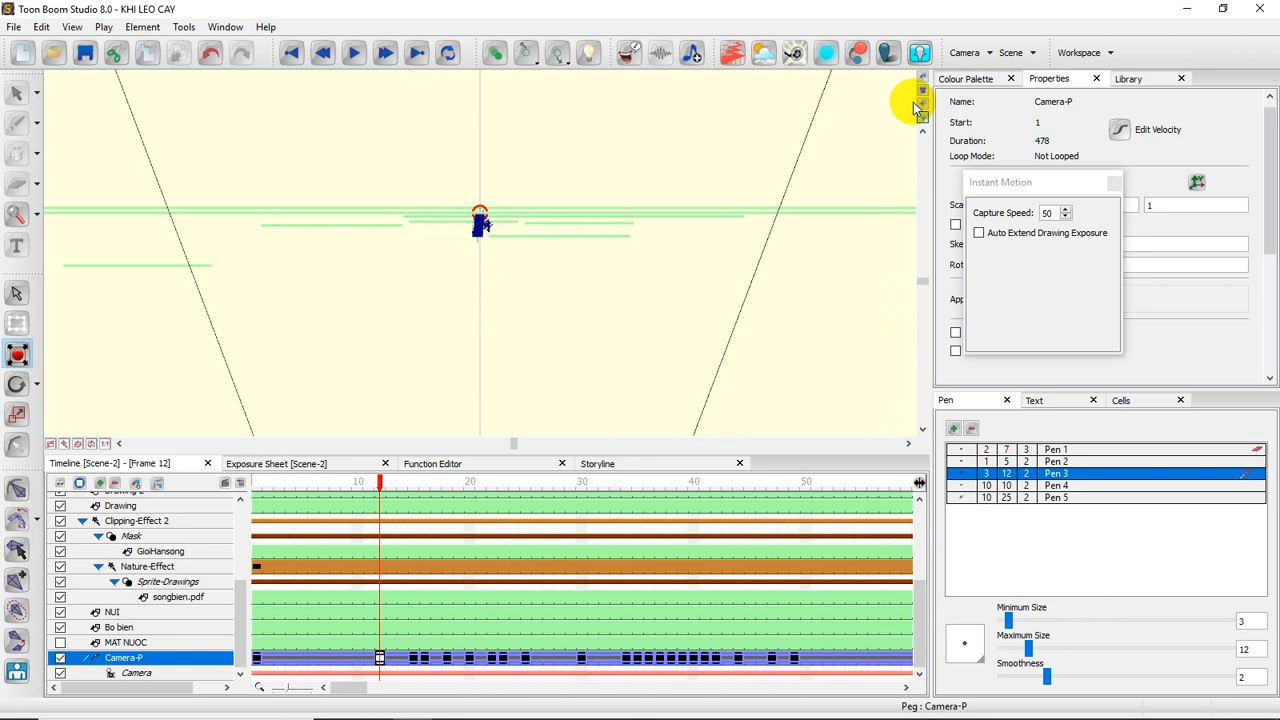 Toon Boom Studio 8.0 - KHI LEO CAY
File Edit View Play Element Tools Window Help
Camera Scene Workspace
Colour Palette Properties Library
Name: Camera-P
Start: 1
Duration: 478 Edit Velocity
Loop Mode: Not Looped
Instant Motion
Sca 1
Capture Speed: 50
Auto Extend Drawing Exposure
Ske
Rot
App
Pen Text Cells
2 7 3 Pen 1
1 5 2 Pen 2
3 12 2 Pen 3
10 10 2 Pen 4
10 25 2 Pen 5
Minimum Size
3
Maximum Size
12
Smoothness
2
Timeline [Scene-2] - [Frame 12] Exposure Sheet [Scene-2] Function Editor Storyline
10 20 30 40 50
Drawing
Clipping-Effect 2
Mask
GioiHansong
Nature-Effect
Sprite-Drawings
songbien.pdf
NUI
Bo bien
MAT NUOC
Camera-P
Camera
Peg : Camera-P